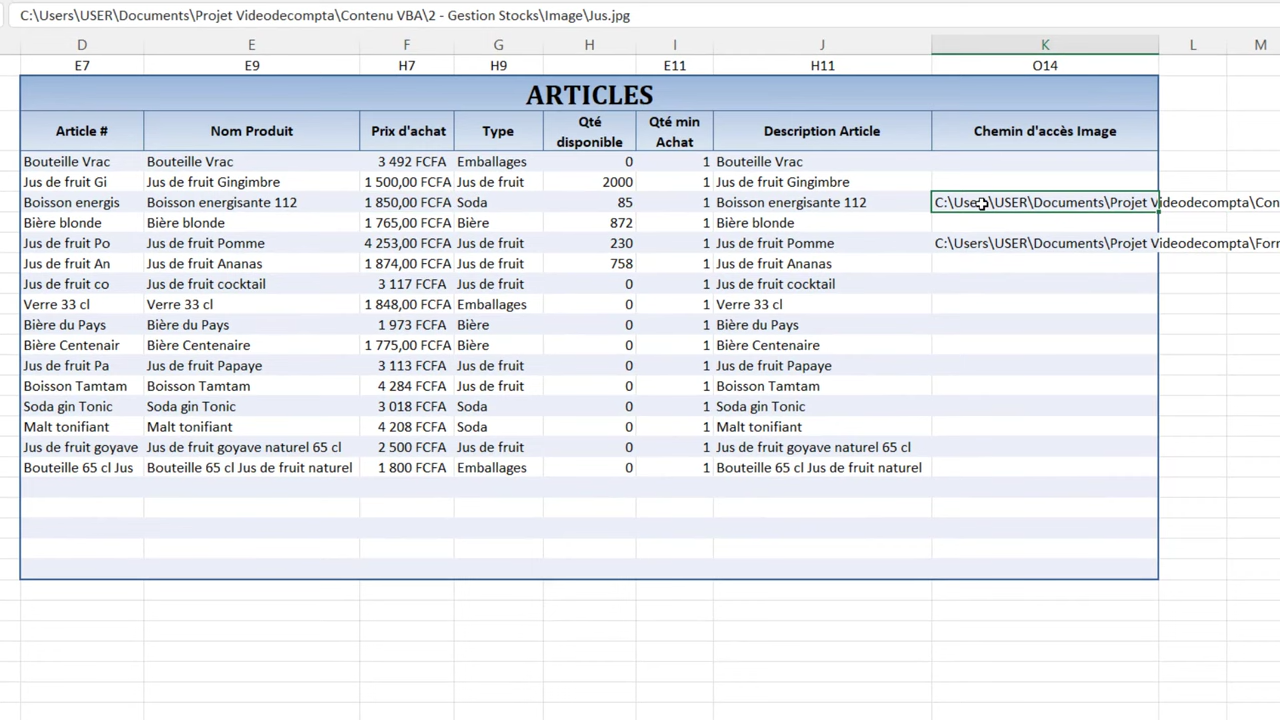 C:\Users\USER\Documents\Projet Videodecompta\Contenu VBA\2 - Gestion Stocks\Image\Jus.jpg
D E F G H I J K L M
E7 E9 H7 H9 E11 H11 O14
ARTICLES
Article # Nom Produit Prix d'achat Type Qté disponible Qté min Achat Description Article Chemin d'accès Image
Bouteille Vrac Bouteille Vrac 3 492 FCFA Emballages 0 1 Bouteille Vrac
Jus de fruit Gi Jus de fruit Gingimbre 1 500,00 FCFA Jus de fruit 2000 1 Jus de fruit Gingimbre
Boisson energis Boisson energisante 112 1 850,00 FCFA Soda 85 1 Boisson energisante 112 C:\Users\USER\Documents\Projet Videodecompta\Con
Bière blonde Bière blonde 1 765,00 FCFA Bière 872 1 Bière blonde
Jus de fruit Po Jus de fruit Pomme 4 253,00 FCFA Jus de fruit 230 1 Jus de fruit Pomme C:\Users\USER\Documents\Projet Videodecompta\Forr
Jus de fruit An Jus de fruit Ananas 1 874,00 FCFA Jus de fruit 758 1 Jus de fruit Ananas
Jus de fruit co Jus de fruit cocktail 3 117 FCFA Jus de fruit 0 1 Jus de fruit cocktail
Verre 33 cl Verre 33 cl 1 848,00 FCFA Emballages 0 1 Verre 33 cl
Bière du Pays Bière du Pays 1 973 FCFA Bière 0 1 Bière du Pays
Bière Centenair Bière Centenaire 1 775,00 FCFA Bière 0 1 Bière Centenaire
Jus de fruit Pa Jus de fruit Papaye 3 113 FCFA Jus de fruit 0 1 Jus de fruit Papaye
Boisson Tamtam Boisson Tamtam 4 284 FCFA Jus de fruit 0 1 Boisson Tamtam
Soda gin Tonic Soda gin Tonic 3 018 FCFA Soda 0 1 Soda gin Tonic
Malt tonifiant Malt tonifiant 4 208 FCFA Soda 0 1 Malt tonifiant
Jus de fruit goyave Jus de fruit goyave naturel 65 cl 2 500 FCFA Jus de fruit 0 1 Jus de fruit goyave naturel 65 cl
Bouteille 65 cl Jus Bouteille 65 cl Jus de fruit naturel 1 800 FCFA Emballages 0 1 Bouteille 65 cl Jus de fruit naturel